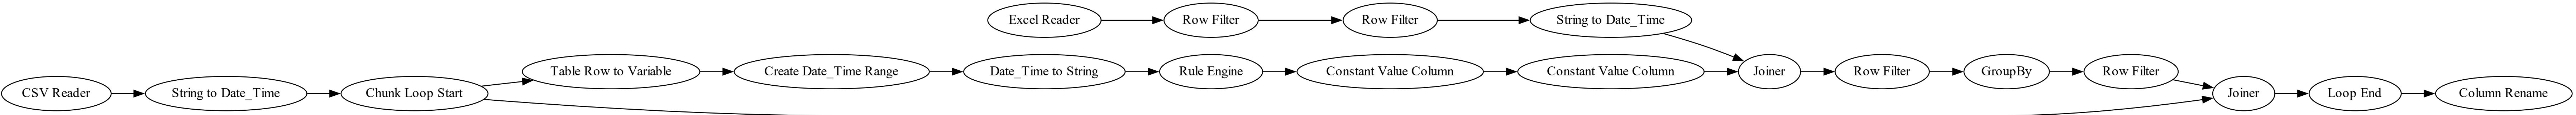 Excel Reader
Row Filter
Row Filter
String to Date_Time
CSV Reader
String to Date_Time
Chunk Loop Start
Table Row to Variable
Create Date_Time Range
Date_Time to String
Rule Engine
Constant Value Column
Constant Value Column
Joiner
Row Filter
GroupBy
Row Filter
Joiner
Loop End
Column Rename